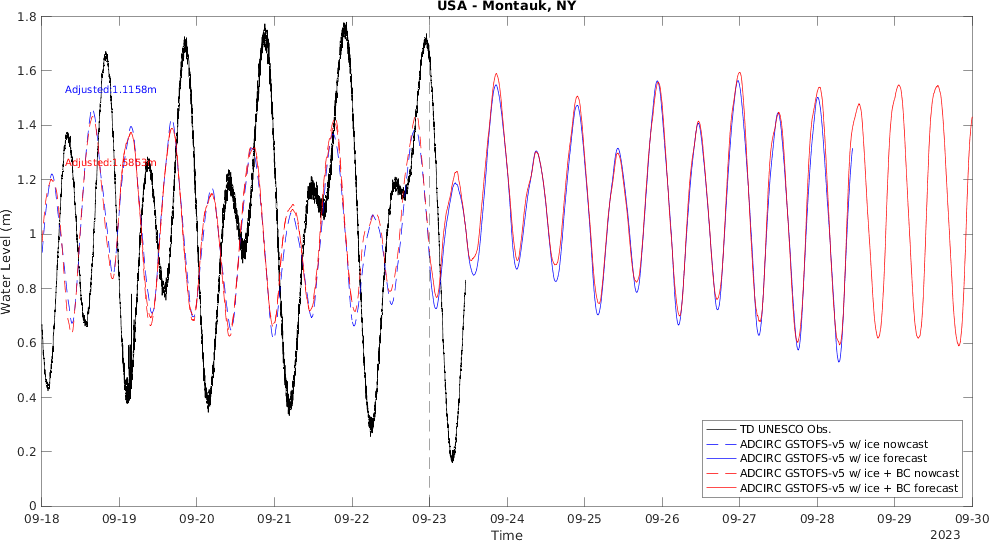 USA - Montauk, NY
1.8
1.6
1.4
1.2
1
0.8
0.6
0.4
0.2
0
Water Level (m)
Adjusted:1.1158m
TD UNESCO Obs.
ADCIRC GSTOFS-v5 w/ ice nowcast
ADCIRC GSTOFS-v5 w/ ice forecast
ADCIRC GSTOFS-v5 w/ ice + BC nowcast
ADCIRC GSTOFS-v5 w/ ice + BC forecast
09-18 09-19 09-20 09-21 09-22 09-23 09-24 09-25 09-26 09-27 09-28 09-29 09-30
Time
2023